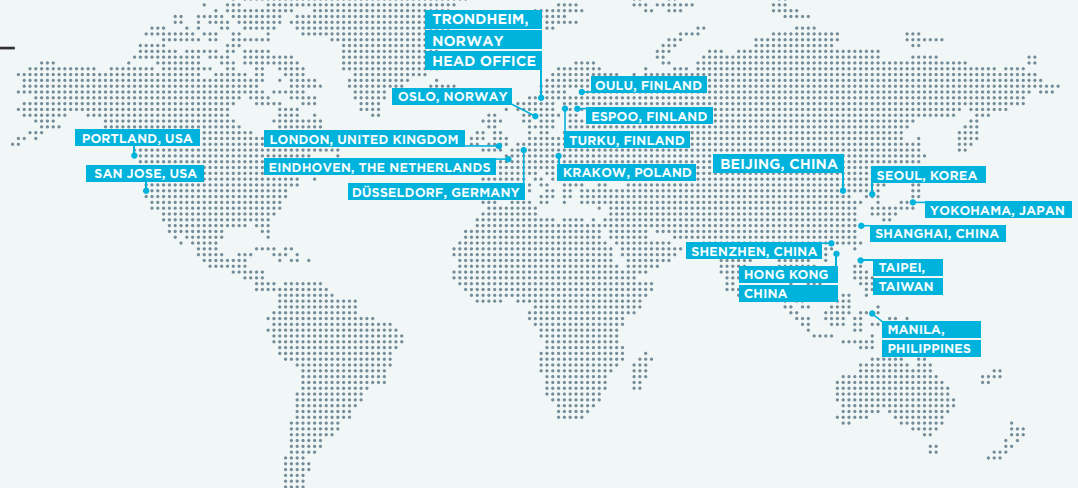 TRONDHEIM,
NORWAY
HEAD OFFICE
OULU, FINLAND
OSLO, NORWAY
ESPOO, FINLAND
PORTLAND, USA
LONDON, UNITED KINGDOM
TURKU, FINLAND
EINDHOVEN, THE NETHERLANDS
BEIJING, CHINA
SAN JOSE, USA
KRAKOW, POLAND
SEOUL, KOREA
DÜSSELDORF, GERMANY
YOKOHAMA, JAPAN
SHANGHAI, CHINA
SHENZHEN, CHINA
HONG KONG
CHINA
TAIPEI,
TAIWAN
MANILA,
PHILIPPINES